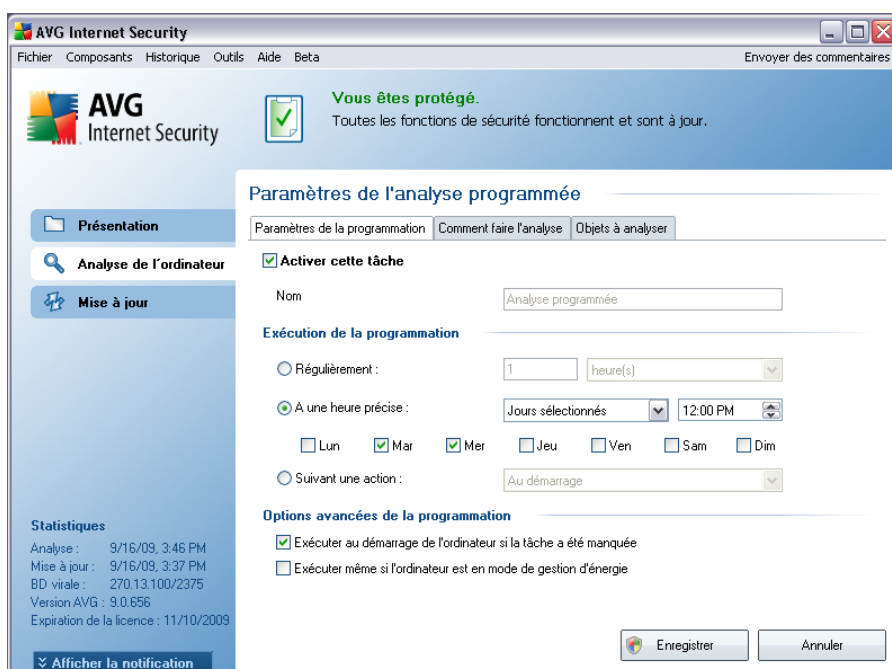 AVG Internet Security
Fichier Composants Historique Outils Aide Beta Envoyer des commentaires
AVG
Internet Security
Vous êtes protégé.
Toutes les fonctions de sécurité fonctionnent et sont à jour.
Présentation
Analyse de l´ordinateur
Mise à jour
Paramètres de l'analyse programmée
Paramètres de la programmation Comment faire l'analyse Objets à analyser
Activer cette tâche
Nom Analyse programmée
Exécution de la programmation
Régulièrement : 1 heure(s)
A une heure précise : Jours sélectionnés 12:00 PM
Lun Mar Mer Jeu Ven Sam Dim
Suivant une action : Au démarrage
Options avancées de la programmation
Exécuter au démarrage de l'ordinateur si la tâche a été manquée
Exécuter même si l'ordinateur est en mode de gestion d'énergie
Statistiques
Analyse : 9/16/09, 3:46 PM
Mise à jour : 9/16/09, 3:37 PM
BD virale : 270.13.100/2375
Version AVG : 9.0.656
Expiration de la licence : 11/10/2009
Afficher la notification
Enregistrer Annuler